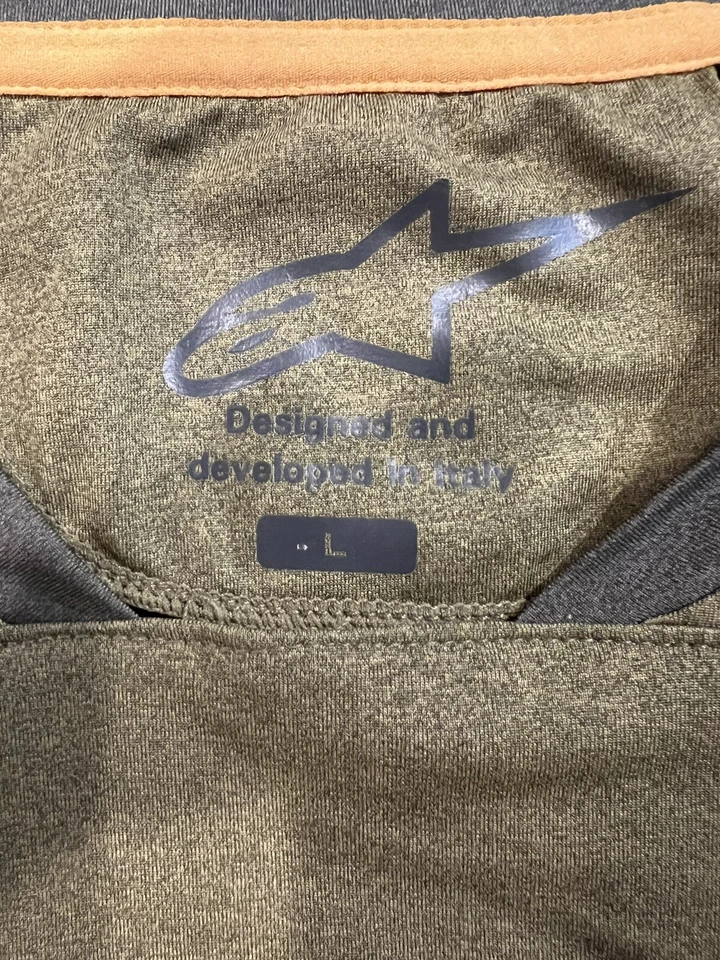 Designed and
developed in Italy
L